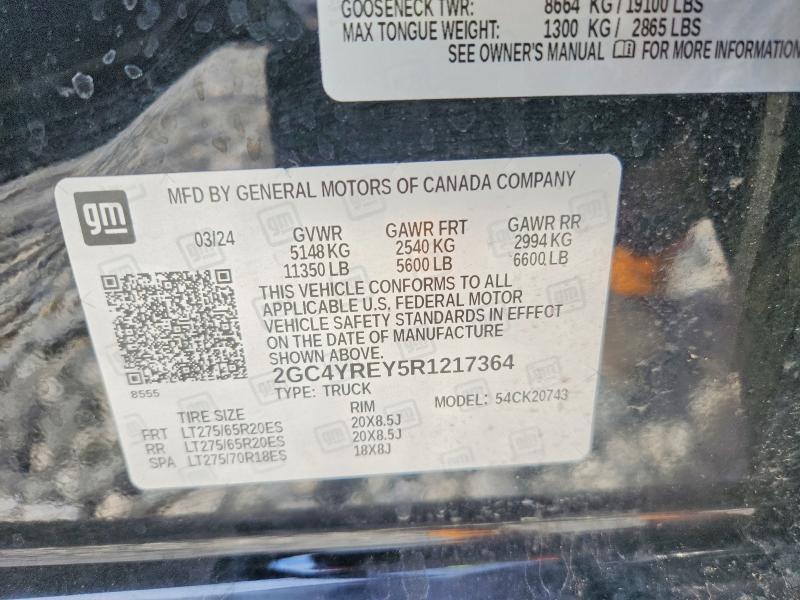 GOOSENECK TWR: 8664 KG / 19100 LBS
MAX TONGUE WEIGHT: 1300 KG / 2865 LBS
SEE OWNER'S MANUAL FOR MORE INFORMATION
gm
MFD BY GENERAL MOTORS OF CANADA COMPANY
03/24 GVWR GAWR FRT GAWR RR
5148 KG 2540 KG 2994 KG
11350 LB 5600 LB 6600 LB
THIS VEHICLE CONFORMS TO ALL
APPLICABLE U.S. FEDERAL MOTOR
VEHICLE SAFETY STANDARDS IN EFFECT
ON THE DATE OF MANUFACTURE
SHOWN ABOVE.
2GC4YREY5R1217364
8555 TYPE: TRUCK MODEL: 54CK20743
TIRE SIZE RIM
FRT LT275/65R20ES 20X8.5J
RR LT275/65R20ES 20X8.5J
SPA LT275/70R18ES 18X8J